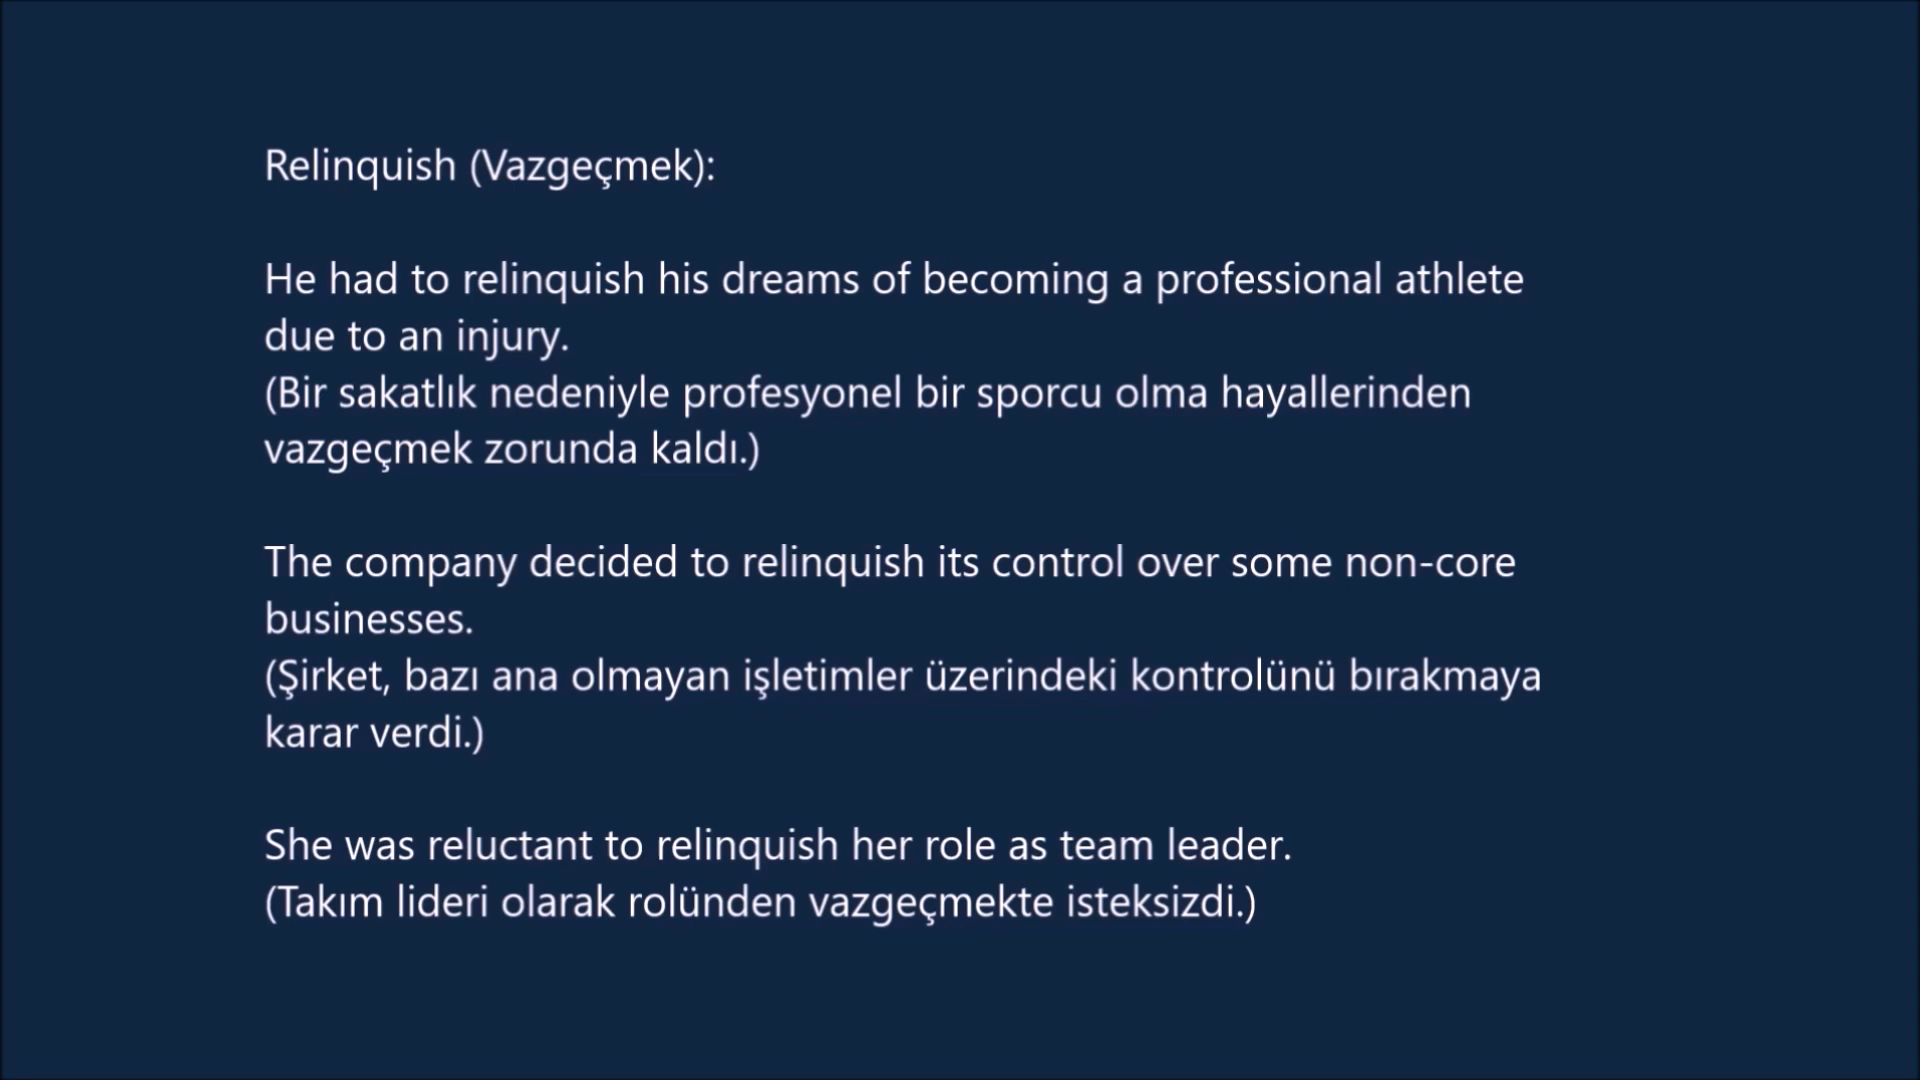 Relinquish (Vazgeçmek):
He had to relinquish his dreams of becoming a professional athlete
due to an injury.
(Bir sakatlık nedeniyle profesyonel bir sporcu olma hayallerinden
vazgeçmek zorunda kaldı.)
The company decided to relinquish its control over some non-core
businesses.
(Şirket, bazı ana olmayan işletimler üzerindeki kontrolünü bırakmaya
karar verdi.)
She was reluctant to relinquish her role as team leader.
(Takım lideri olarak rolünden vazgeçmekte isteksizdi.)